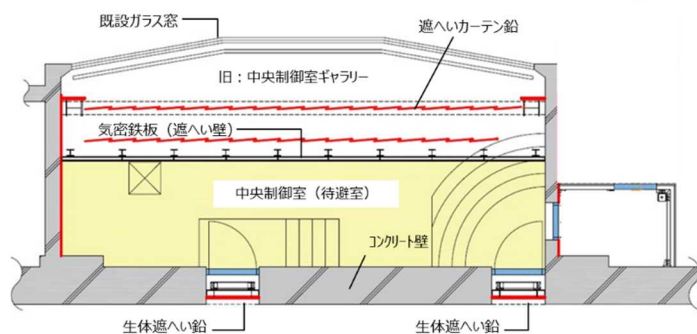 既設ガラス窓
遮へいカーテン鉛
旧：中央制御室ギャラリー
気密鉄板（遮へい壁）
中央制御室（待避室）
コンクリート壁
生体遮へい鉛
生体遮へい鉛